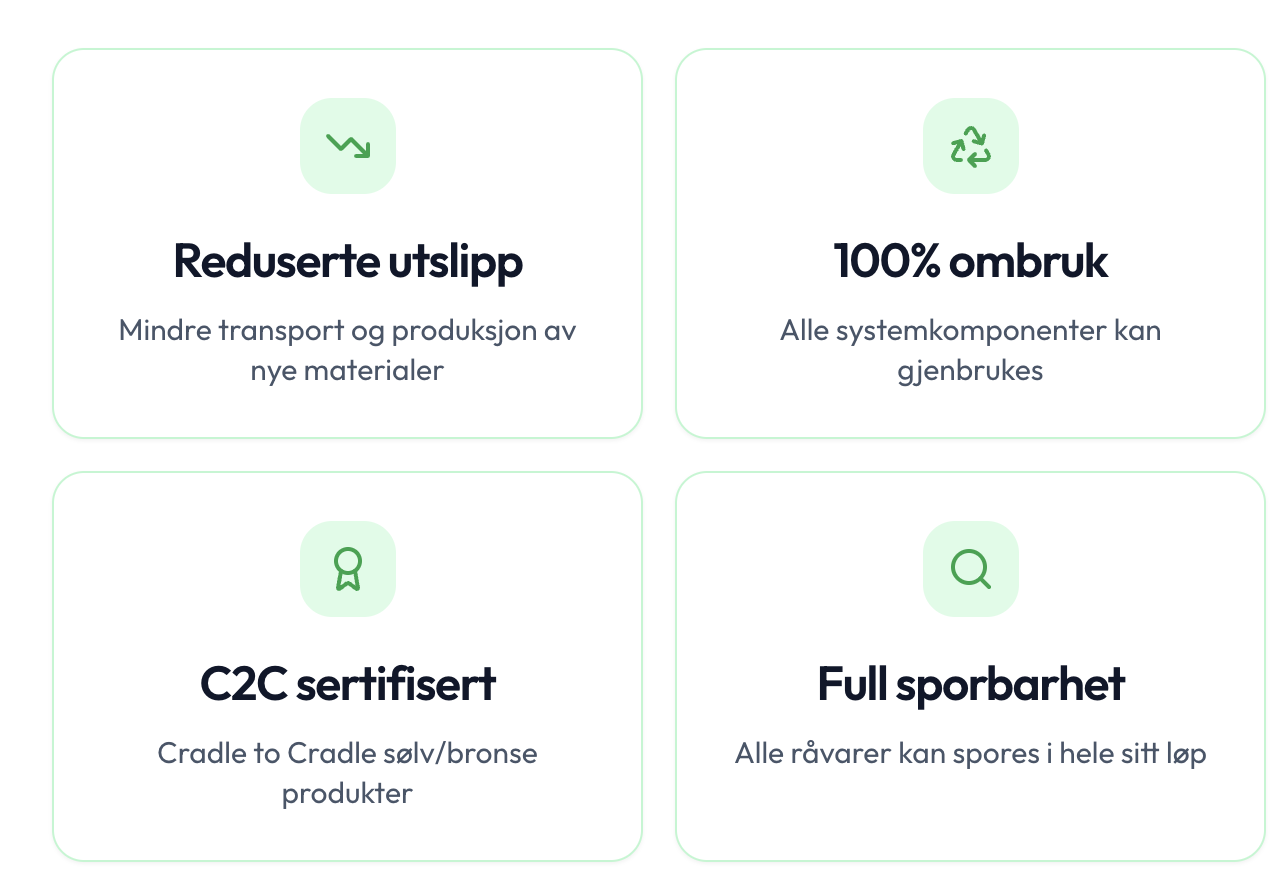 Reduserte utslipp
Mindre transport og produksjon av
nye materialer
100% ombruk
Alle systemkomponenter kan
gjenbrukes
C2C sertifisert
Cradle to Cradle sølv/bronse
produkter
Full sporbarhet
Alle råvarer kan spores i hele sitt løp